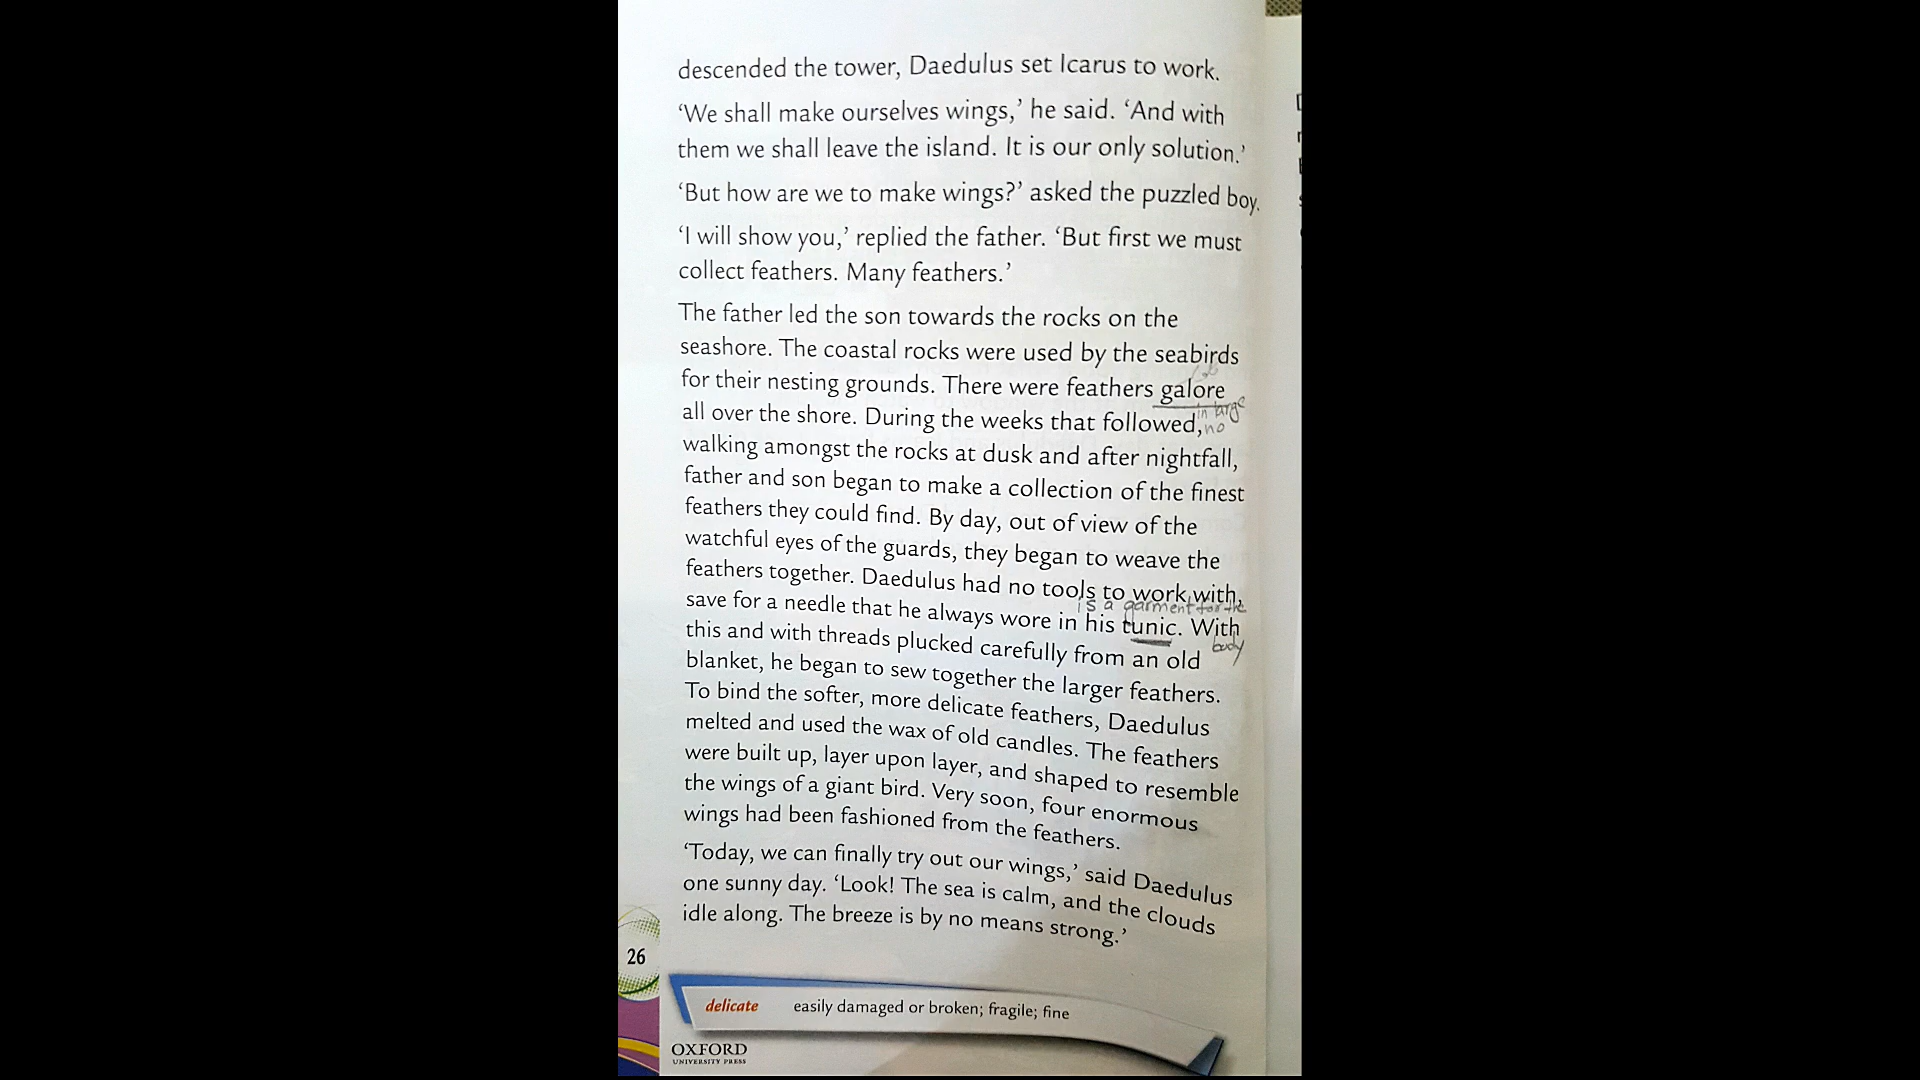 descended the tower, Daedulus set Icarus to work.
‘We shall make ourselves wings,’ he said. ‘And with
them we shall leave the island. It is our only solution.’
‘But how are we to make wings?’ asked the puzzled boy.
‘I will show you,’ replied the father. ‘But first we must
collect feathers. Many feathers.’
The father led the son towards the rocks on the
seashore. The coastal rocks were used by the seabirds
for their nesting grounds. There were feathers galore
in large
no
all over the shore. During the weeks that followed,
walking amongst the rocks at dusk and after nightfall,
father and son began to make a collection of the finest
feathers they could find. By day, out of view of the
watchful eyes of the guards, they began to weave the
feathers together. Daedulus had no tools to work with,
is a garment for the
body
save for a needle that he always wore in his tunic. With
this and with threads plucked carefully from an old
blanket, he began to sew together the larger feathers.
To bind the softer, more delicate feathers, Daedulus
melted and used the wax of old candles. The feathers
were built up, layer upon layer, and shaped to resemble
the wings of a giant bird. Very soon, four enormous
wings had been fashioned from the feathers.
‘Today, we can finally try out our wings,’ said Daedulus
one sunny day. ‘Look! The sea is calm, and the clouds
idle along. The breeze is by no means strong.’
26
delicate easily damaged or broken; fragile; fine
OXFORD
UNIVERSITY PRESS